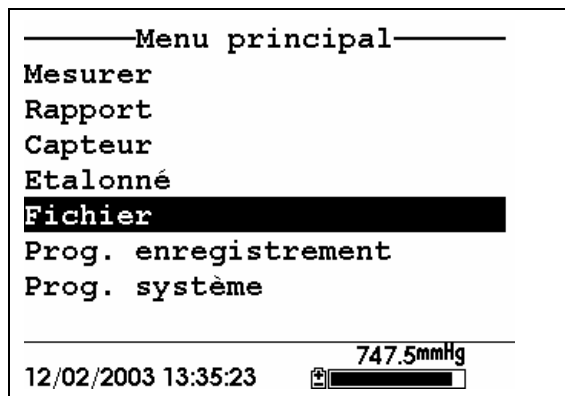 Menu principal
Mesurer
Rapport
Capteur
Etalonné
Fichier
Prog. enregistrement
Prog. système
747.5mmHg
12/02/2003 13:35:23